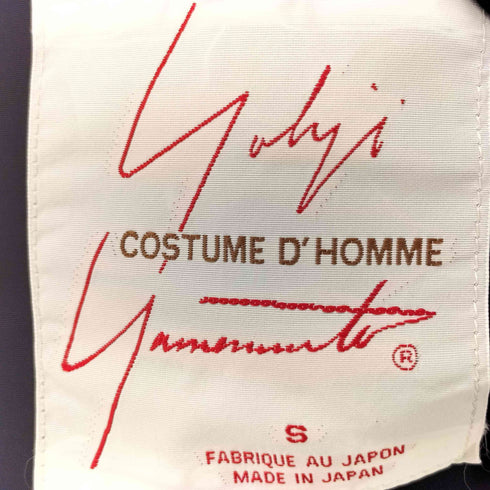 Yohji
COSTUME D'HOMME
Yamamoto ®
S
FABRIQUE AU JAPON
MADE IN JAPAN